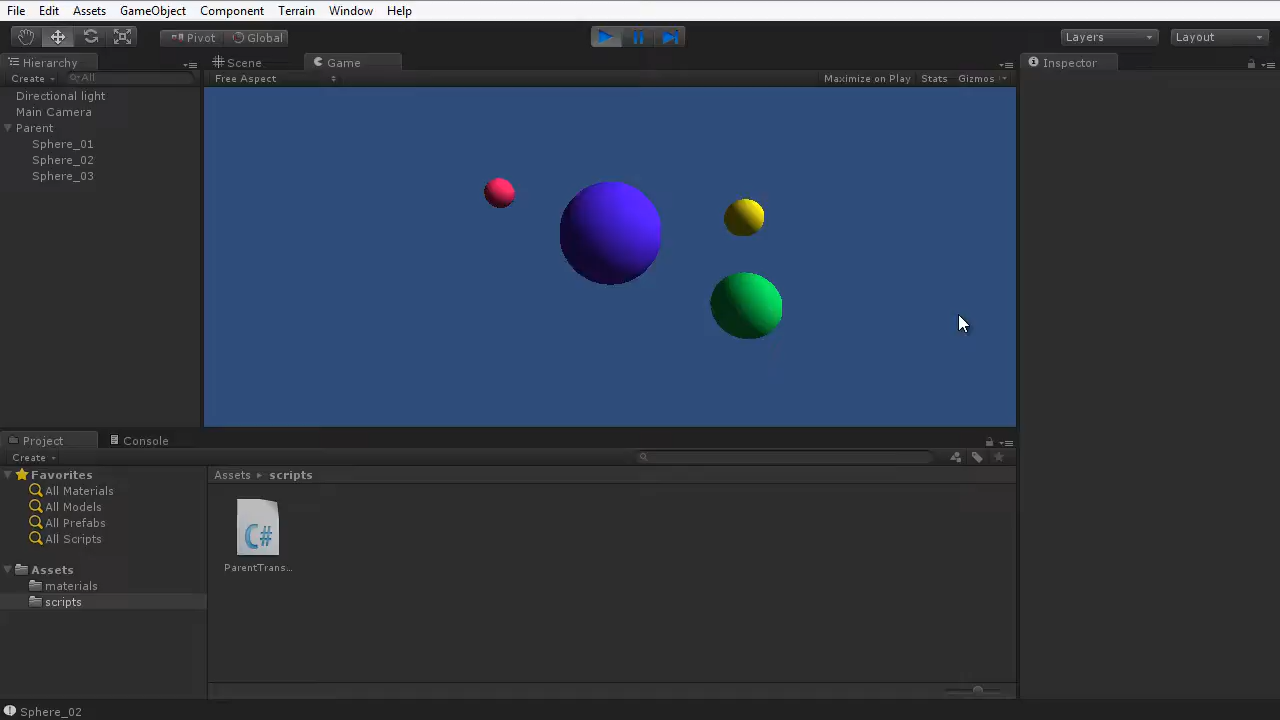 File Edit Assets GameObject Component Terrain Window Help
Pivot Global Layers Layout
Hierarchy Scene Game Inspector
Create All Free Aspect Maximize on Play Stats Gizmos
Directional light
Main Camera
Parent
Sphere_01
Sphere_02
Sphere_03
Project Console
Create
Favorites Assets scripts
All Materials
All Models
All Prefabs
All Scripts
C#
ParentTrans...
Assets
materials
scripts
Sphere_02